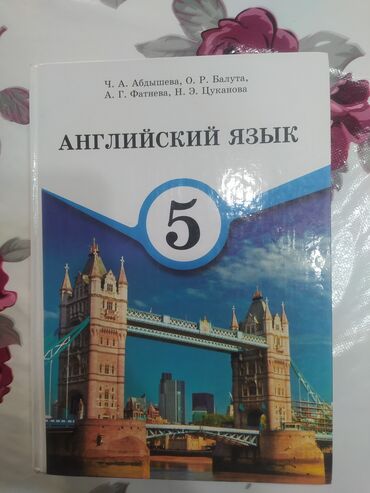 Ч. А. Абдышева, О. Р. Балута,
А. Г. Фатнева, Н. Э. Цуканова
АНГЛИЙСКИЙ ЯЗЫК
5